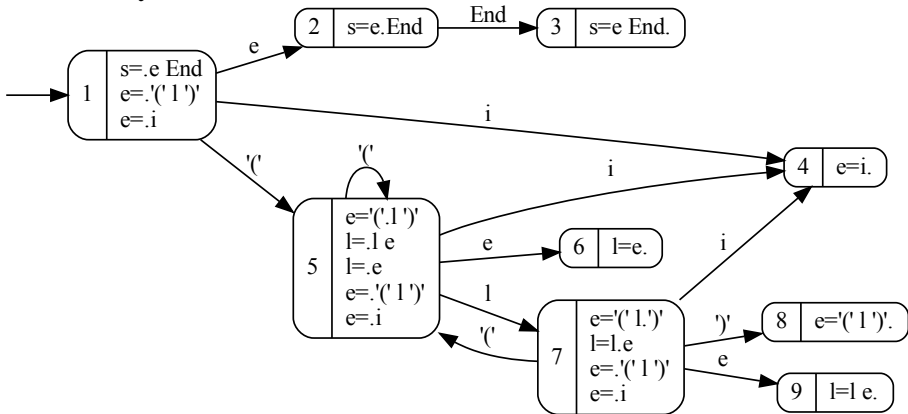 2 s=e.End
End
3 s=e End.
e
1
s=.e End
e=.'(' l ')'
e=.i
i
'('
'('
i
4 e=i.
5
e='('.l ')'
l=.l e
l=.e
e=.'(' l ')'
e=.i
e
6 l=e.
i
l
'('
7
e='(' l.')'
l=l.e
e=.'(' l ')'
e=.i
')'
8 e='(' l ')'.
e
9 l=l e.